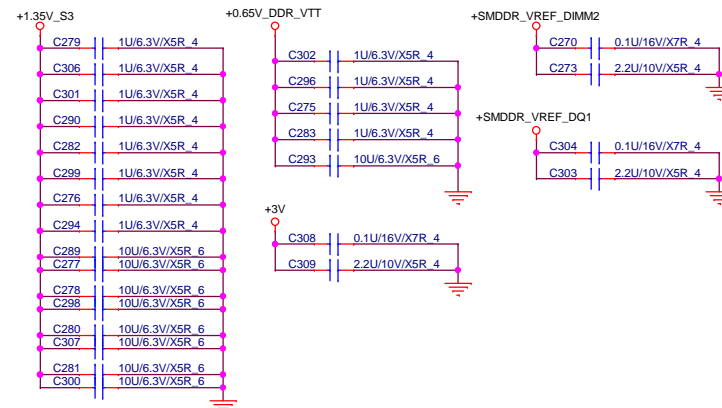 +1.35V_S3
C279 1U/6.3V/X5R_4
C306 1U/6.3V/X5R_4
C301 1U/6.3V/X5R_4
C290 1U/6.3V/X5R_4
C282 1U/6.3V/X5R_4
C299 1U/6.3V/X5R_4
C276 1U/6.3V/X5R_4
C294 1U/6.3V/X5R_4
C289 10U/6.3V/X5R_6
C277 10U/6.3V/X5R_6
C278 10U/6.3V/X5R_6
C298 10U/6.3V/X5R_6
C280 10U/6.3V/X5R_6
C307 10U/6.3V/X5R_6
C281 10U/6.3V/X5R_6
C300 10U/6.3V/X5R_6
+0.65V_DDR_VTT
C302 1U/6.3V/X5R_4
C296 1U/6.3V/X5R_4
C275 1U/6.3V/X5R_4
C283 1U/6.3V/X5R_4
C293 10U/6.3V/X5R_6
+3V
C308 0.1U/16V/X7R_4
C309 2.2U/10V/X5R_4
+SMDDR_VREF_DIMM2
C270 0.1U/16V/X7R_4
C273 2.2U/10V/X5R_4
+SMDDR_VREF_DQ1
C304 0.1U/16V/X7R_4
C303 2.2U/10V/X5R_4